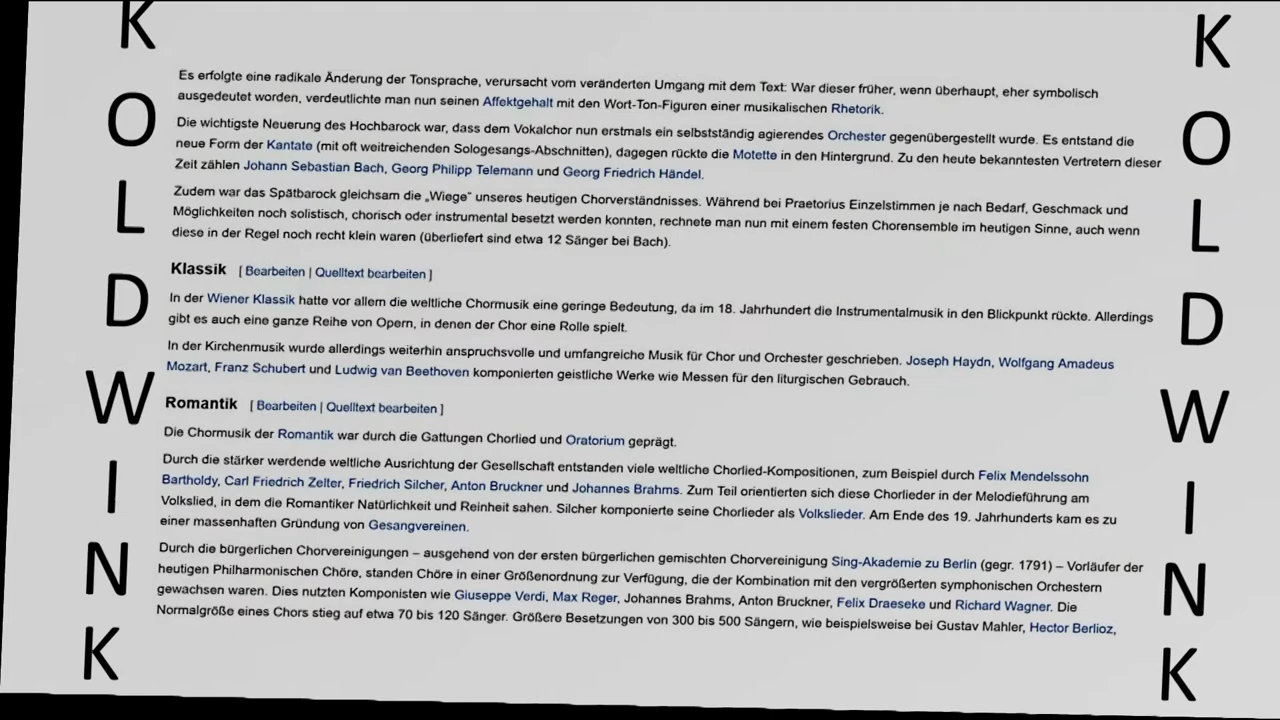 K
O
L
D
W
I
N
K
Es erfolgte eine radikale Änderung der Tonsprache, verursacht vom veränderten Umgang mit dem Text: War dieser früher, wenn überhaupt, eher symbolisch
ausgedeutet worden, verdeutlichte man nun seinen Affektgehalt mit den Wort-Ton-Figuren einer musikalischen Rhetorik.
Die wichtigste Neuerung des Hochbarock war, dass dem Vokalchor nun erstmals ein selbstständig agierendes Orchester gegenübergestellt wurde. Es entstand die
neue Form der Kantate (mit oft weitreichenden Sologesangs-Abschnitten), dagegen rückte die Motette in den Hintergrund. Zu den heute bekanntesten Vertretern dieser
Zeit zählen Johann Sebastian Bach, Georg Philipp Telemann und Georg Friedrich Händel.
Zudem war das Spätbarock gleichsam die „Wiege“ unseres heutigen Chorverständnisses. Während bei Praetorius Einzelstimmen je nach Bedarf, Geschmack und
Möglichkeiten noch solistisch, chorisch oder instrumental besetzt werden konnten, rechnete man nun mit einem festen Chorensemble im heutigen Sinne, auch wenn
diese in der Regel noch recht klein waren (überliefert sind etwa 12 Sänger bei Bach).
Klassik [ Bearbeiten | Quelltext bearbeiten ]
In der Wiener Klassik hatte vor allem die weltliche Chormusik eine geringe Bedeutung, da im 18. Jahrhundert die Instrumentalmusik in den Blickpunkt rückte. Allerdings
gibt es auch eine ganze Reihe von Opern, in denen der Chor eine Rolle spielt.
In der Kirchenmusik wurde allerdings weiterhin anspruchsvolle und umfangreiche Musik für Chor und Orchester geschrieben. Joseph Haydn, Wolfgang Amadeus
Mozart, Franz Schubert und Ludwig van Beethoven komponierten geistliche Werke wie Messen für den liturgischen Gebrauch.
Romantik [ Bearbeiten | Quelltext bearbeiten ]
Die Chormusik der Romantik war durch die Gattungen Chorlied und Oratorium geprägt.
Durch die stärker werdende weltliche Ausrichtung der Gesellschaft entstanden viele weltliche Chorlied-Kompositionen, zum Beispiel durch Felix Mendelssohn
Bartholdy, Carl Friedrich Zelter, Friedrich Silcher, Anton Bruckner und Johannes Brahms. Zum Teil orientierten sich diese Chorlieder in der Melodieführung am
Volkslied, in dem die Romantiker Natürlichkeit und Reinheit sahen. Silcher komponierte seine Chorlieder als Volkslieder. Am Ende des 19. Jahrhunderts kam es zu
einer massenhaften Gründung von Gesangvereinen.
Durch die bürgerlichen Chorvereinigungen – ausgehend von der ersten bürgerlichen gemischten Chorvereinigung Sing-Akademie zu Berlin (gegr. 1791) – Vorläufer der
heutigen Philharmonischen Chöre, standen Chöre in einer Größenordnung zur Verfügung, die der Kombination mit den vergrößerten symphonischen Orchestern
gewachsen waren. Dies nutzten Komponisten wie Giuseppe Verdi, Max Reger, Johannes Brahms, Anton Bruckner, Felix Draeseke und Richard Wagner. Die
Normalgröße eines Chors stieg auf etwa 70 bis 120 Sänger. Größere Besetzungen von 300 bis 500 Sängern, wie beispielsweise bei Gustav Mahler, Hector Berlioz,
K
O
L
D
W
I
N
K